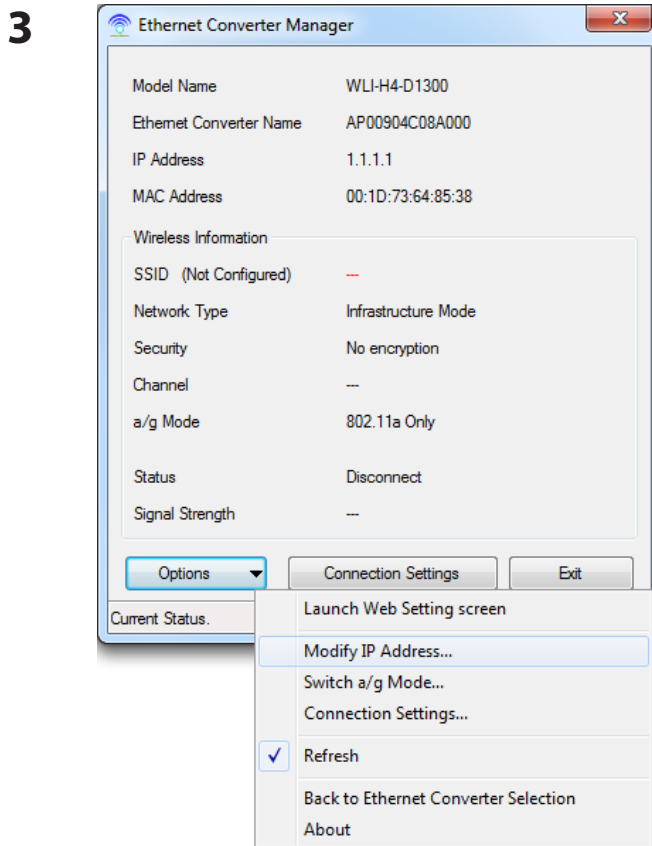 3
Ethernet Converter Manager
Model Name WLI-H4-D1300
Ethernet Converter Name AP00904C08A000
IP Address 1.1.1.1
MAC Address 00:1D:73:64:85:38
Wireless Information
SSID (Not Configured) ---
Network Type Infrastructure Mode
Security No encryption
Channel ---
a/g Mode 802.11a Only
Status Disconnect
Signal Strength ---
Options Connection Settings Exit
Current Status.
Launch Web Setting screen
Modify IP Address...
Switch a/g Mode...
Connection Settings...
Refresh
Back to Ethernet Converter Selection
About